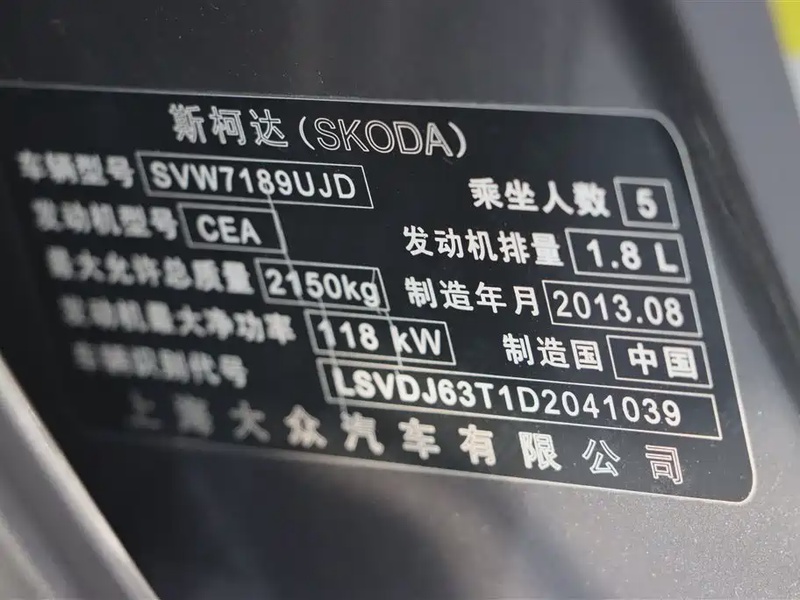 斯柯达(SKODA)
车辆型号 SVW7189UJD 乘坐人数 5
发动机型号 CEA 发动机排量 1.8 L
最大允许总质量 2150kg 制造年月 2013.08
发动机最大净功率 118 kW 制造国 中国
车辆识别代号 LSVDJ63T1D2041039
上海大众汽车有限公司